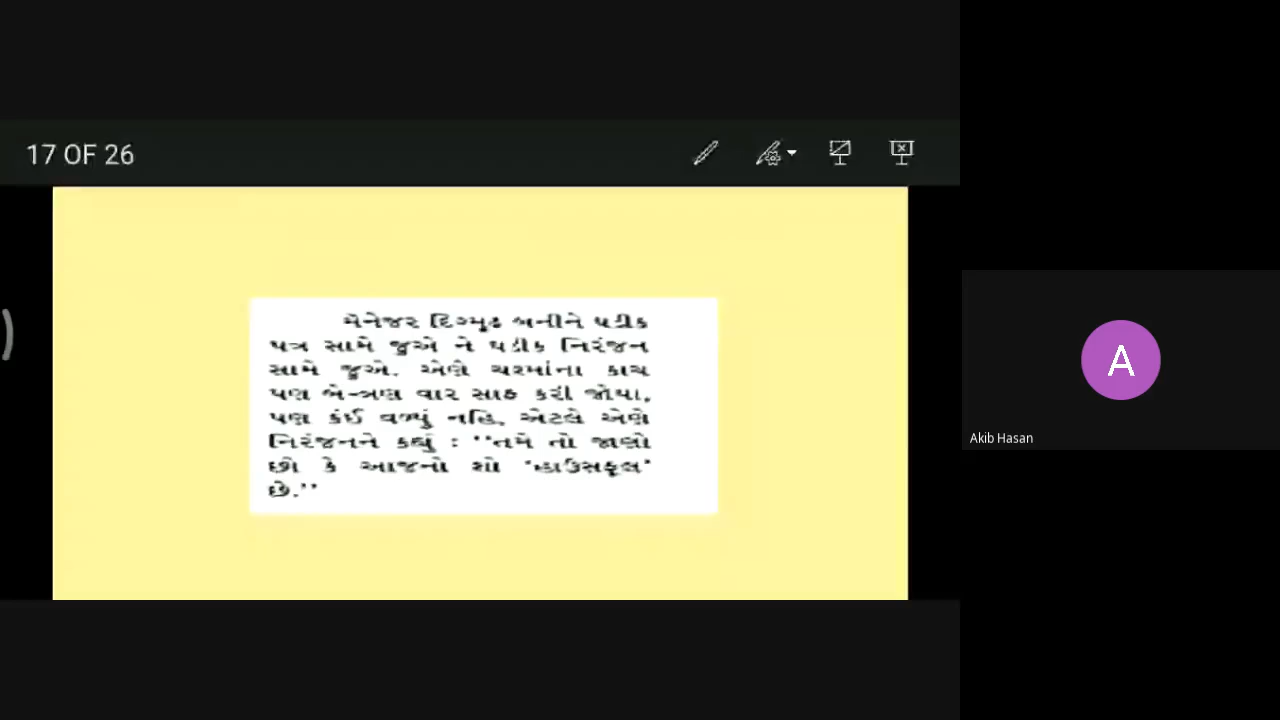 17 OF 26
મેનેજર દિગ્મૂઢ બનીને ઘડીક
પત્ર સામે જુએ ને ઘડીક નિરંજન
સામે જુએ. એણે ચશ્માંના કાચ
પણ બે-ત્રણ વાર સાફ કરી જોયા,
પણ કંઈ વળ્યું નહિ. એટલે એણે
નિરંજનને કહ્યું : ''તમે તો જાણો
છો કે આજનો શો 'હાઉસફૂલ'
છે.''
A
Akib Hasan